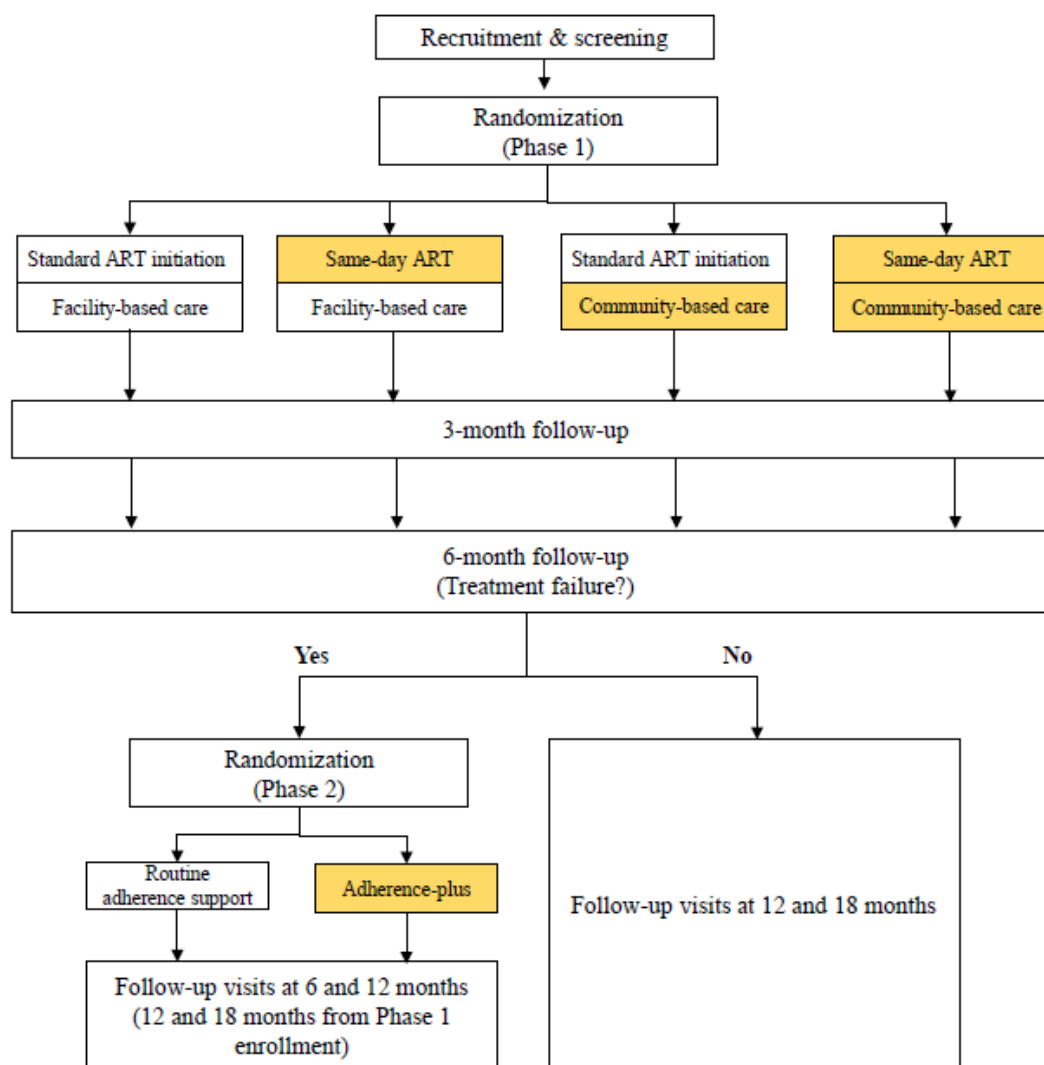 Recruitment & screening
Randomization
(Phase 1)
Standard ART initiation
Facility-based care
Same-day ART
Facility-based care
Standard ART initiation
Community-based care
Same-day ART
Community-based care
3-month follow-up
6-month follow-up
(Treatment failure?)
Yes
No
Randomization
(Phase 2)
Routine
adherence support
Adherence-plus
Follow-up visits at 6 and 12 months
(12 and 18 months from Phase 1
enrollment)
Follow-up visits at 12 and 18 months